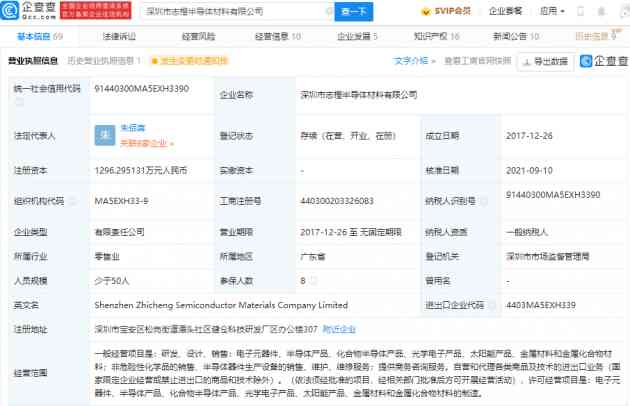 企查查
Qcc.com
全国企业信用查询系统
官方备案企业征信机构
深圳市志橙半导体材料有限公司
查一下
SVIP会员
企业套餐
应用
基本信息 69
法律诉讼
经营风险
经营信息 10
企业发展 5
知识产权 16
新闻公告 10
历史信息 9
VIP
营业执照信息
历史营业执照信息 1
发生变更时通知我
文字介绍 »
查看工商官网快照
导出数据
企查查
统一社会信用代码 91440300MA5EXH3390 企业名称 深圳市志橙半导体材料有限公司
法定代表人 朱 朱佰喜 关联8家企业 > 登记状态 存续(在营、开业、在册) 成立日期 2017-12-26
注册资本 1296.295131万元人民币 实缴资本 - 核准日期 2021-09-10
组织机构代码 MA5EXH33-9 工商注册号 440300203326083 纳税人识别号 91440300MA5EXH3390
企业类型 有限责任公司 营业期限 2017-12-26 至 无固定期限 纳税人资质 一般纳税人
所属行业 零售业 所属地区 广东省 登记机关 深圳市市场监督管理局
人员规模 少于50人 参保人数 8 曾用名 -
英文名 Shenzhen Zhicheng Semiconductor Materials Company Limited 进出口企业代码 4403MA5EXH339
注册地址 深圳市宝安区松岗街道潭头社区健仓科技研发厂区办公楼307 附近企业
经营范围
一般经营项目是:研发、设计、销售:电子元器件、半导体产品、化合物半导体产品、光学电子产品、太阳能产品、金属材料和金属化合物材
料;非危险性化学品的销售、半导体器件生产设备的销售、维护、维修服务;提供商务咨询服务。自营和代理各类商品及技术的进出口业务(国
家限定企业经营或禁止进出口的商品和技术除外)。(依法须经批准的项目,经相关部门批准后方可开展经营活动),许可经营项目是:电子元
器件、半导体产品、化合物半导体产品、光学电子产品、太阳能产品、金属材料和金属化合物材料的制造。